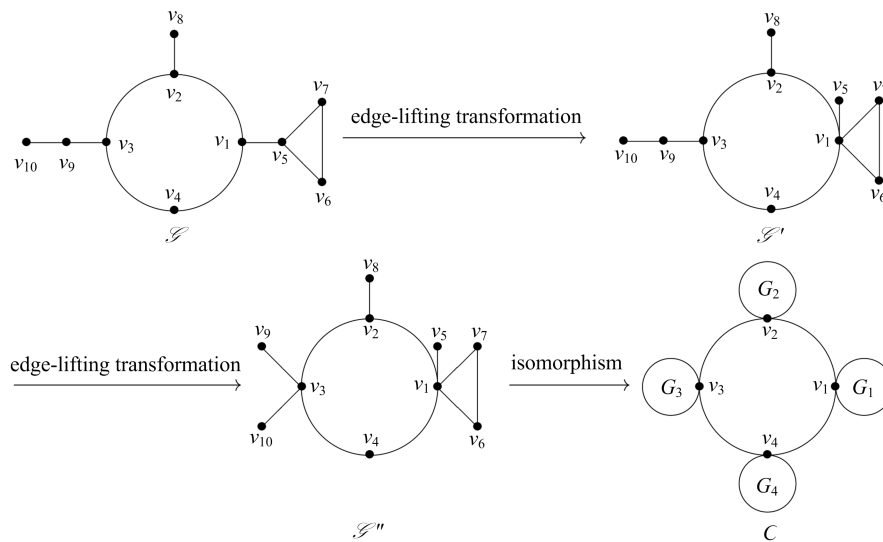 v8 v8
v7 v7
v2 edge-lifting transformation v5 v2
v10 v9 v3 v1 v5 v10 v9 v3 v1
v4 v6 v4 v6
𝒢 𝒢'
v8 G2
v9 v2 v5 v7 v2
edge-lifting transformation isomorphism
v3 v1 G3 v3 v1 G1
v10 v4 v6 v4
G4
𝒢'' C